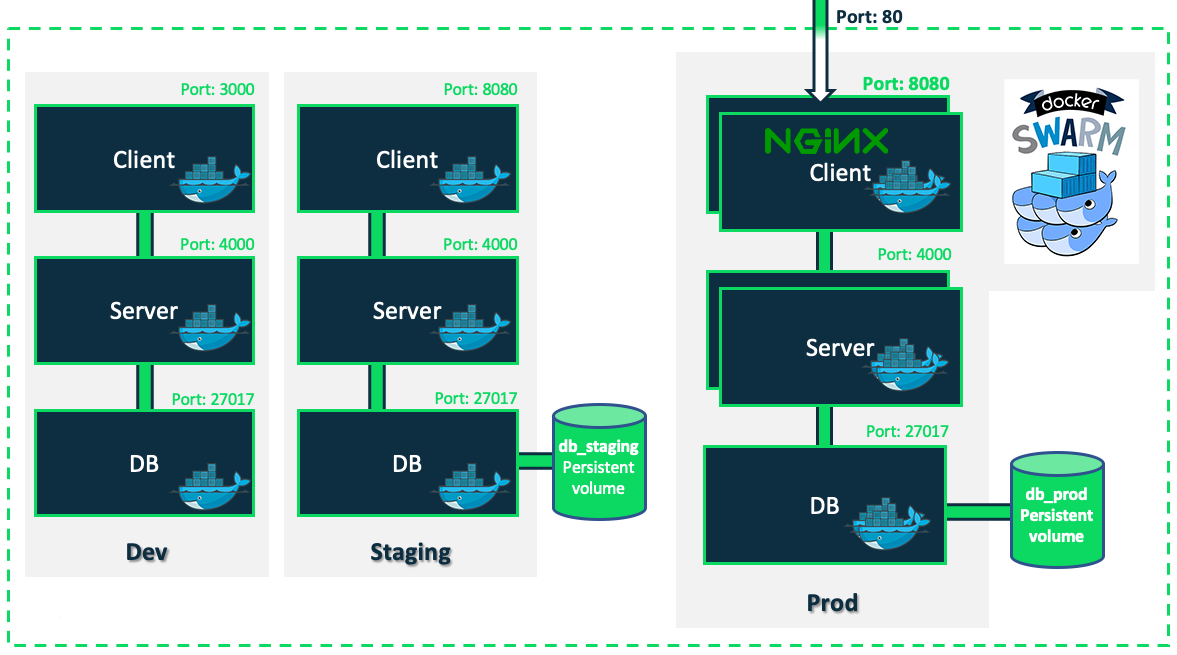 Port: 80
Port: 3000
Client
Port: 4000
Server
Port: 27017
DB
Dev
Port: 8080
Client
Port: 4000
Server
Port: 27017
DB
db_staging
Persistent
volume
Staging
Port: 8080
NGINX
Client
Port: 4000
Server
Port: 27017
DB
db_prod
Persistent
volume
Prod
docker
SWARM